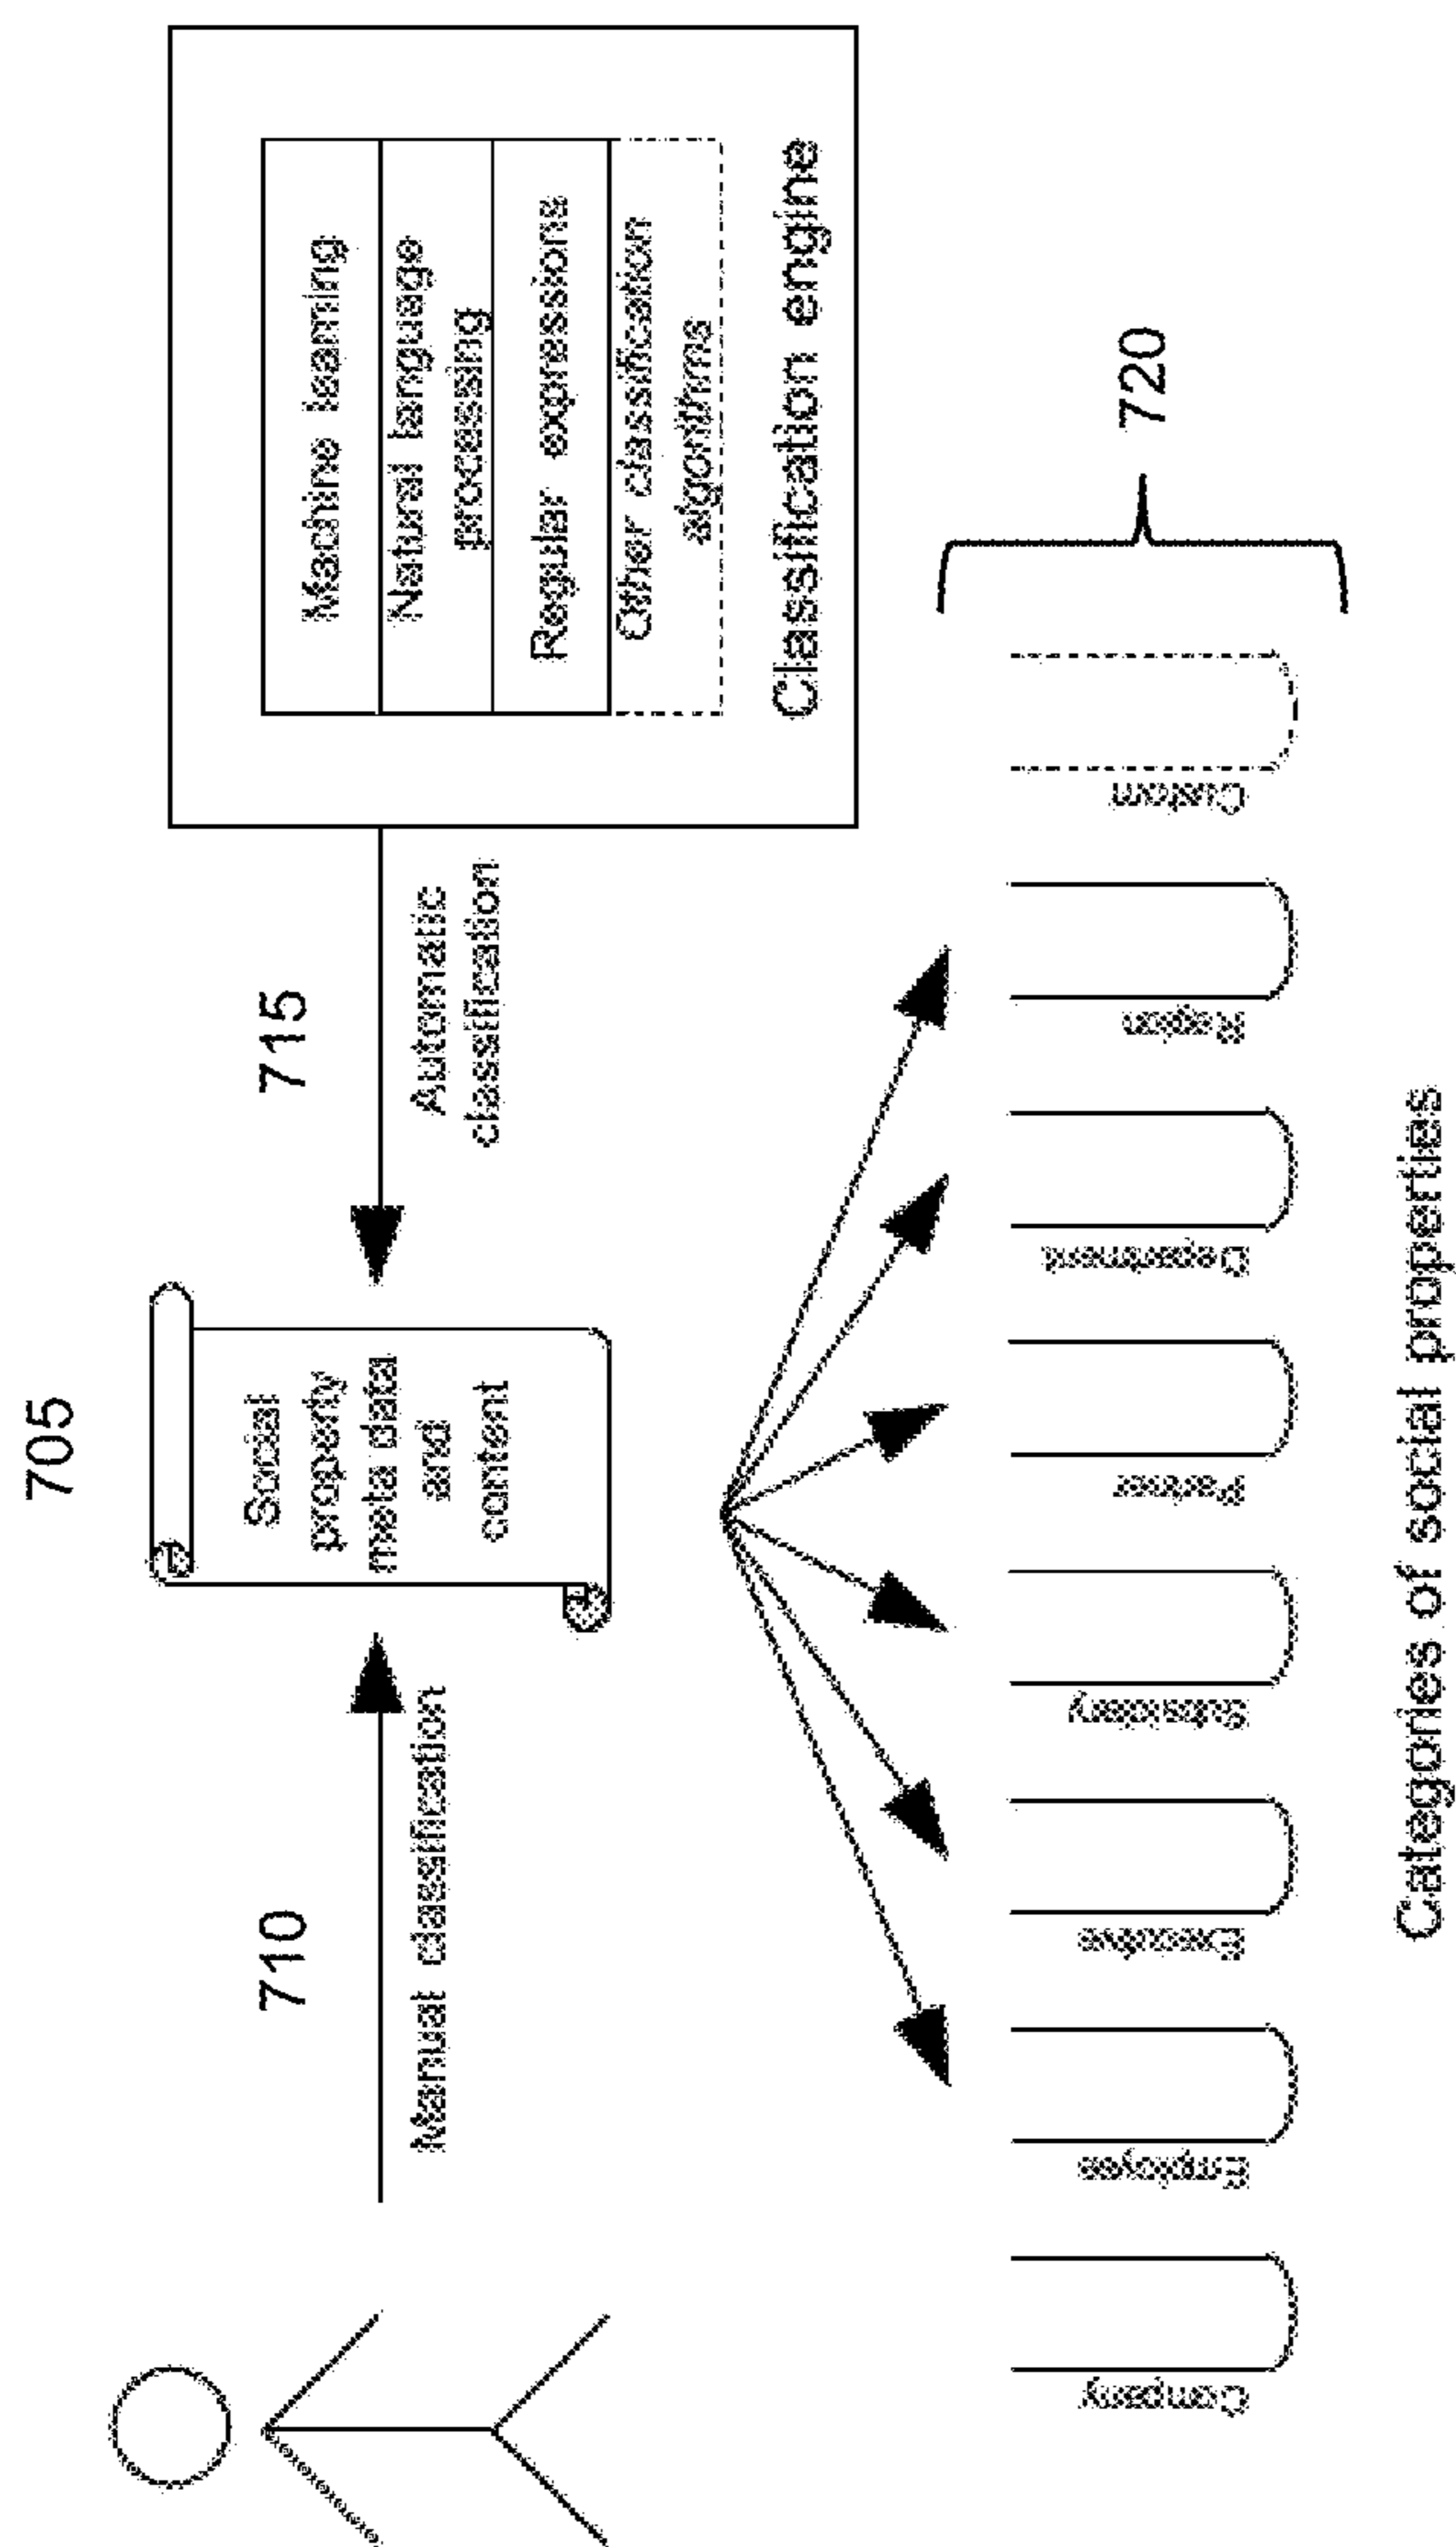 705
710
715
Social
property
meta data
and
content
Manual classification
Automatic
classification
Machine learning
Natural language
processing
Regular expressions
Other classification
algorithms
Classification engine
Company
Employee
Executive
Subsidiary
Partner
Department
Region
Custom
720
Categories of social properties